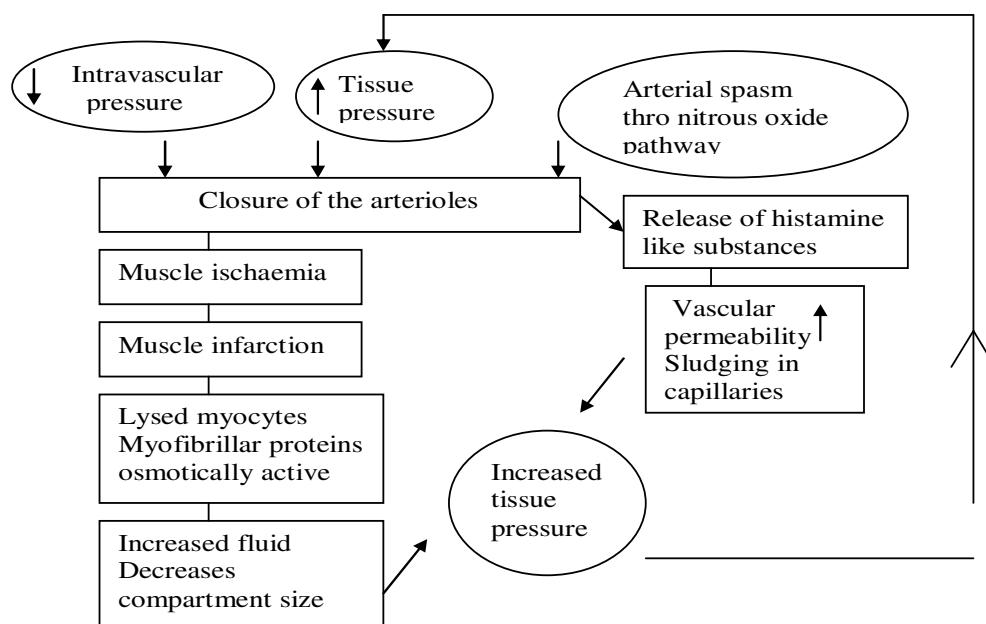 Intravascular
pressure
Tissue
pressure
Arterial spasm
thro nitrous oxide
pathway
Closure of the arterioles
Release of histamine
like substances
Muscle ischaemia
Vascular
permeability
Sludging in
capillaries
Muscle infarction
Lysed myocytes
Myofibrillar proteins
osmotically active
Increased
tissue
pressure
Increased fluid
Decreases
compartment size